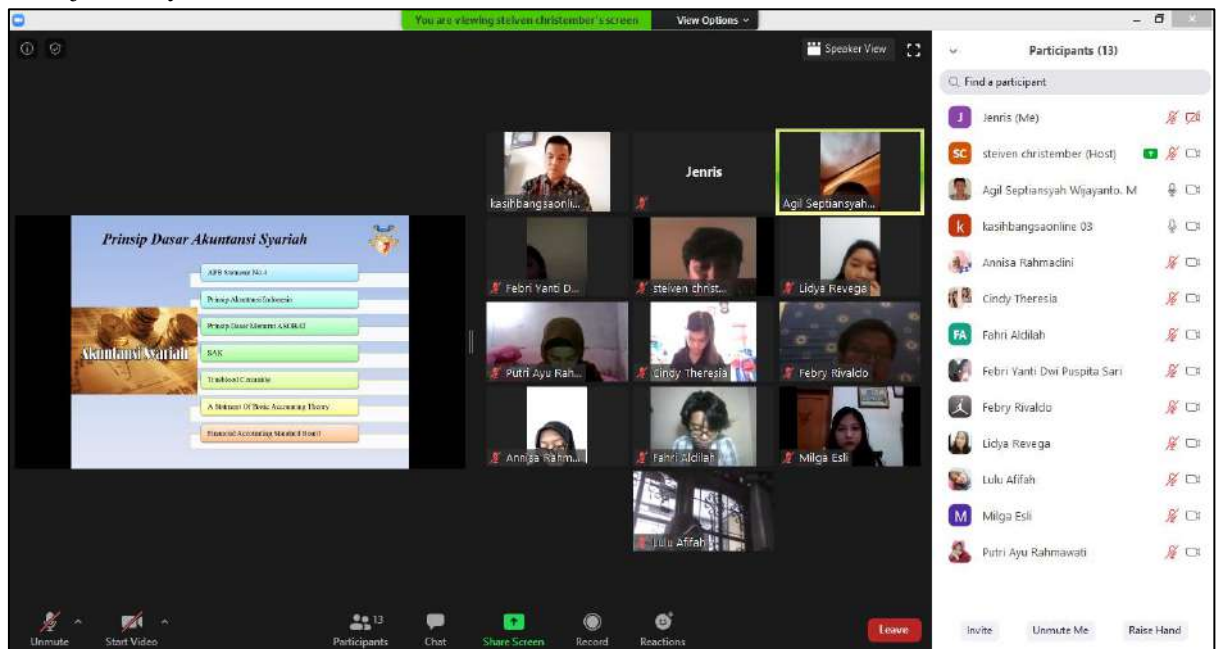 You are viewing steiven christember's screen
View Options
Speaker View
Participants (13)
Find a participant
Jenris (Me)
SC
steiven christember (Host)
Agil Septiansyah Wijayanto. M
k
kasihbangsaonline 03
Annisa Rahmadini
Cindy Theresia
FA
Fahri Aldilah
Febri Yanti Dwi Puspita Sari
Febry Rivaldo
Lidya Revega
Lulu Afifah
M
Milga Esli
Putri Ayu Rahmawati
Invite
Unmute Me
Raise Hand
kasihbangsaonli...
Jenris
Agil Septiansyah...
Febri Yanti D...
steiven christ...
Lidya Revega
Putri Ayu Rah...
Cindy Theresia
Febry Rivaldo
Annisa Rahm...
Fahri Aldilah
Milga Esli
Lulu Afifah
Prinsip Dasar Akuntansi Syariah
Akuntansi Syariah
Prinsip Akuntansi Indonesia
SAK
A Statment Of Basic Accounting Theory
Unmute
Start Video
Participants
13
Chat
Share Screen
Record
Reactions
Leave